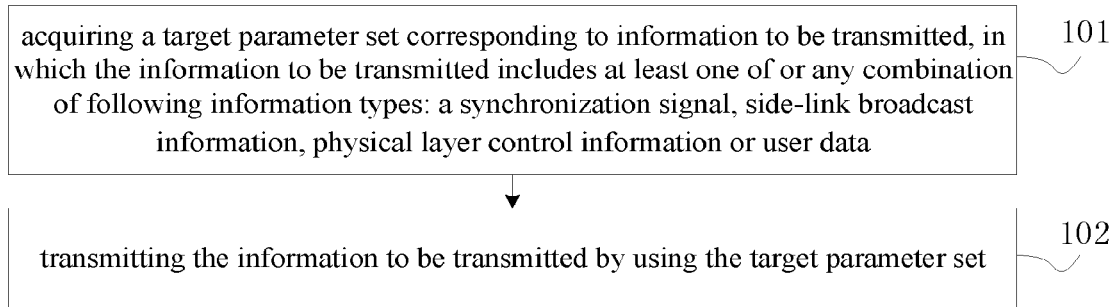 acquiring a target parameter set corresponding to information to be transmitted, in
which the information to be transmitted includes at least one of or any combination
of following information types: a synchronization signal, side-link broadcast
information, physical layer control information or user data
101
transmitting the information to be transmitted by using the target parameter set
102